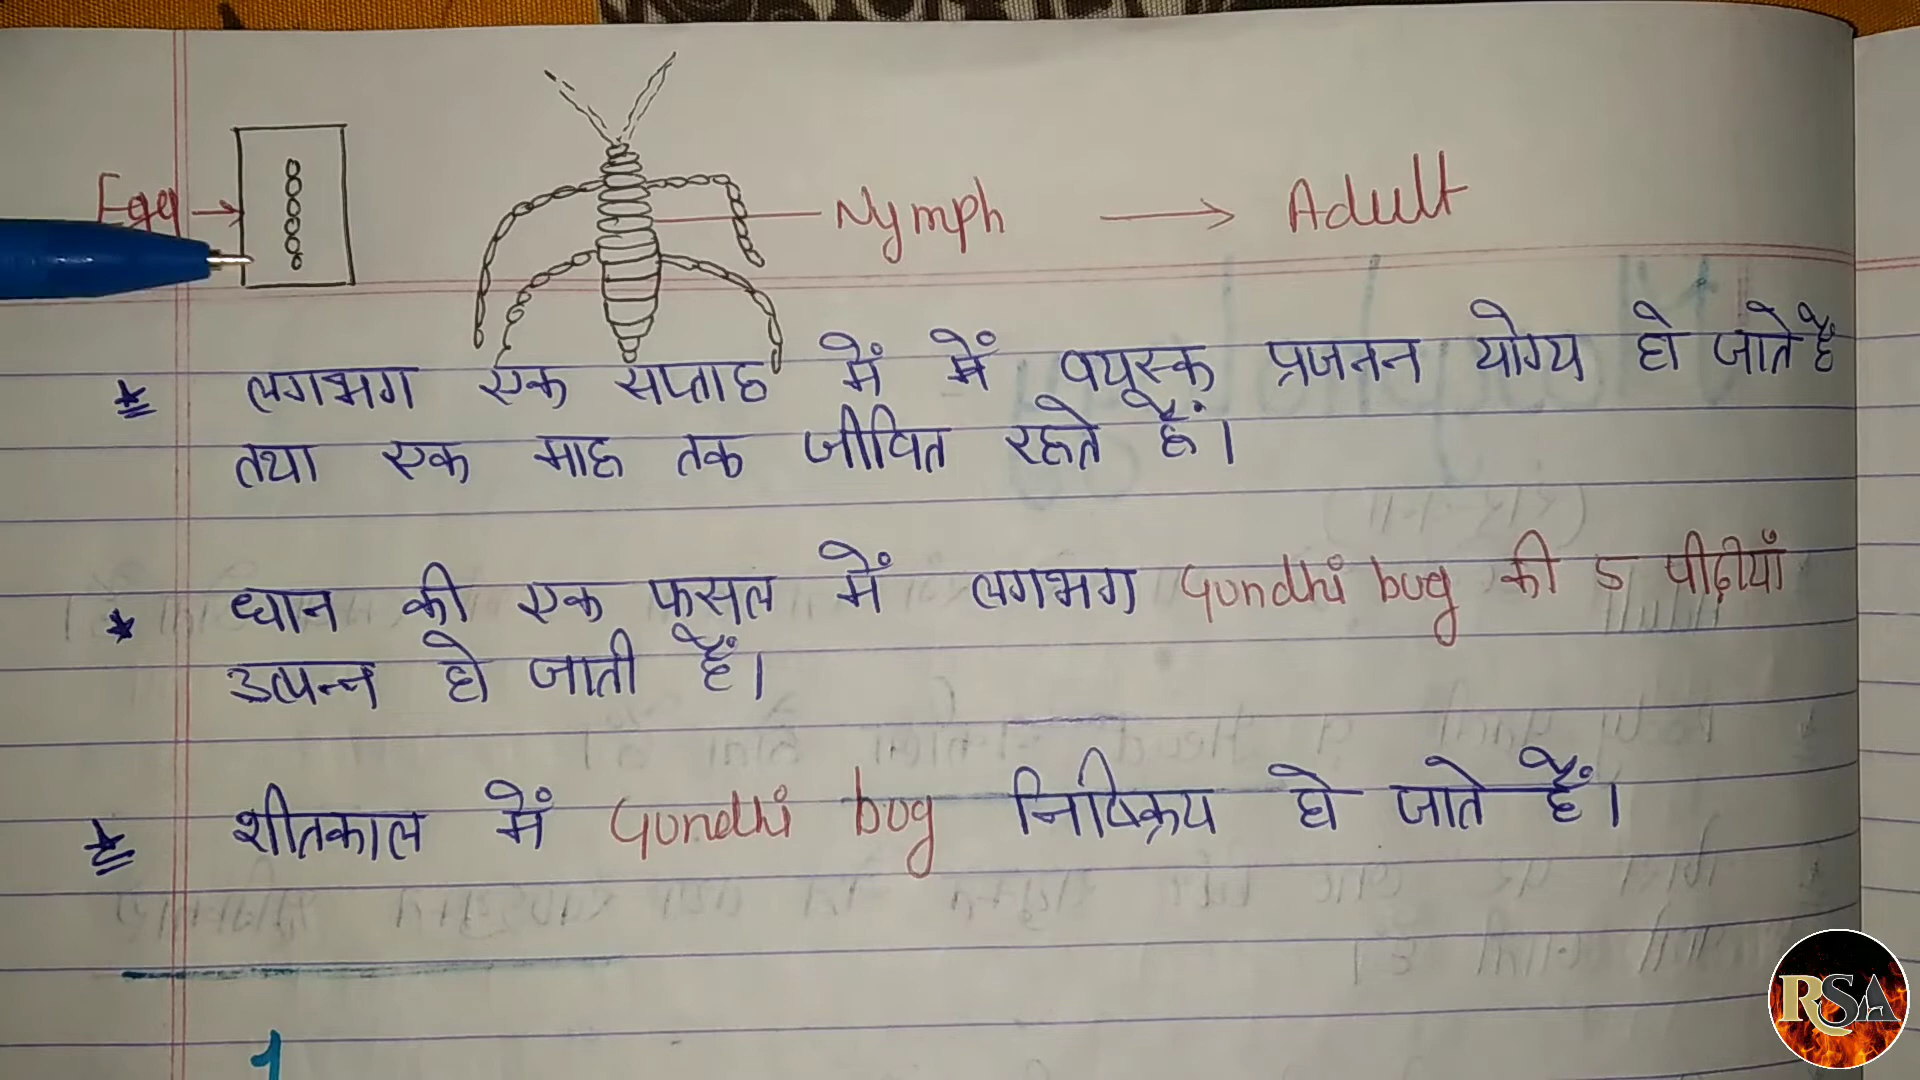 Egg → Nymph → Adult
* लगभग एक सप्ताह में में वयूस्क प्रजनन योग्य हो जाते हैं
तथा एक माह तक जीवित रहते हैं।
* धान की एक फसल में लगभग Gundhi bug की 5 पीढ़ीयाँ
उत्पन्न हो जाती हैं।
* शीतकाल में Gundhi bug निष्क्रिय हो जाते हैं।
RSA